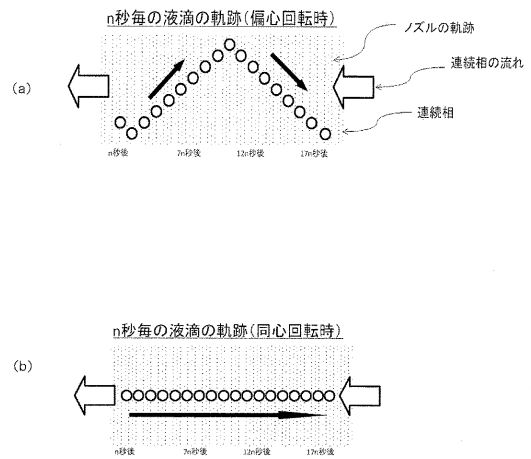 n秒毎の液滴の軌跡(偏心回転時)
ノズルの軌跡
連続相の流れ
(a)
連続相
n秒後 7n秒後 12n秒後 17n秒後
n秒毎の液滴の軌跡(同心回転時)
(b)
n秒後 7n秒後 12n秒後 17n秒後